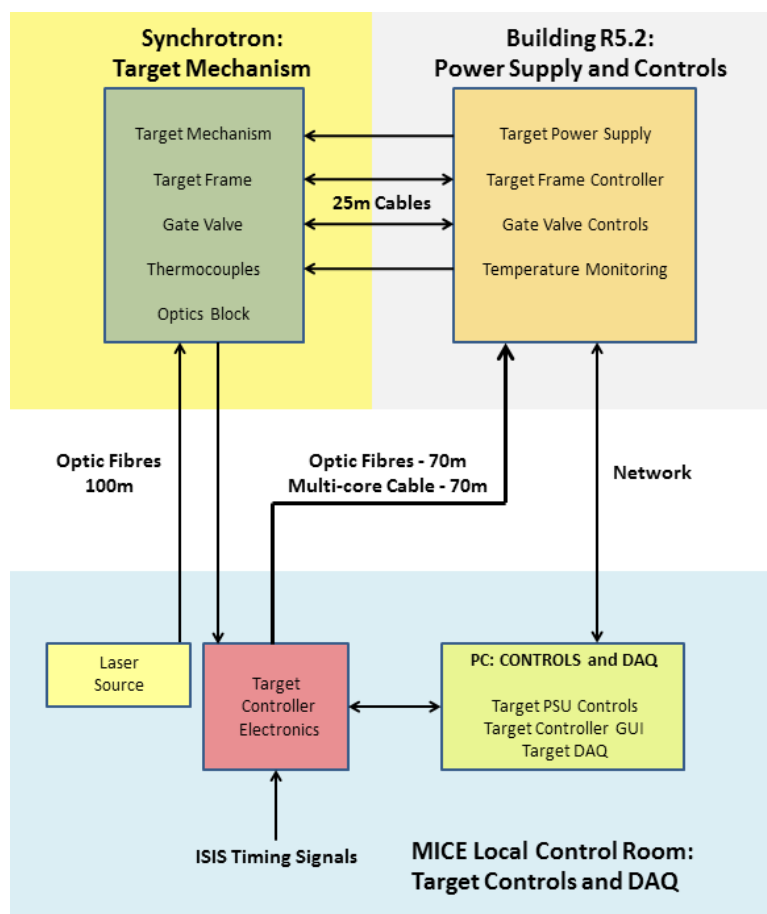 Synchrotron:
Target Mechanism
Building R5.2:
Power Supply and Controls
Target Mechanism
Target Frame
Gate Valve
Thermocouples
Optics Block
25m Cables
Target Power Supply
Target Frame Controller
Gate Valve Controls
Temperature Monitoring
Optic Fibres
100m
Optic Fibres - 70m
Multi-core Cable - 70m
Network
Laser
Source
Target
Controller
Electronics
PC: CONTROLS and DAQ
Target PSU Controls
Target Controller GUI
Target DAQ
ISIS Timing Signals
MICE Local Control Room:
Target Controls and DAQ